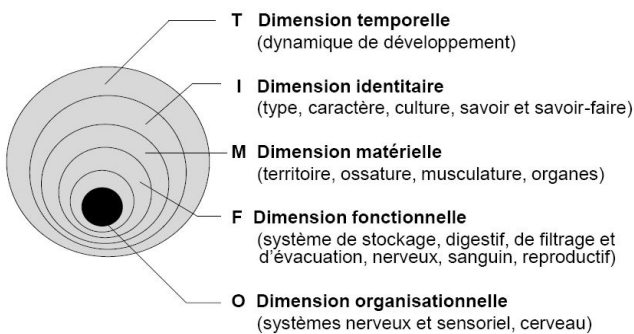 T Dimension temporelle
(dynamique de développement)
I Dimension identitaire
(type, caractère, culture, savoir et savoir-faire)
M Dimension matérielle
(territoire, ossature, musculature, organes)
F Dimension fonctionnelle
(système de stockage, digestif, de filtrage et
d'évacuation, nerveux, sanguin, reproductif)
O Dimension organisationnelle
(systèmes nerveux et sensoriel, cerveau)